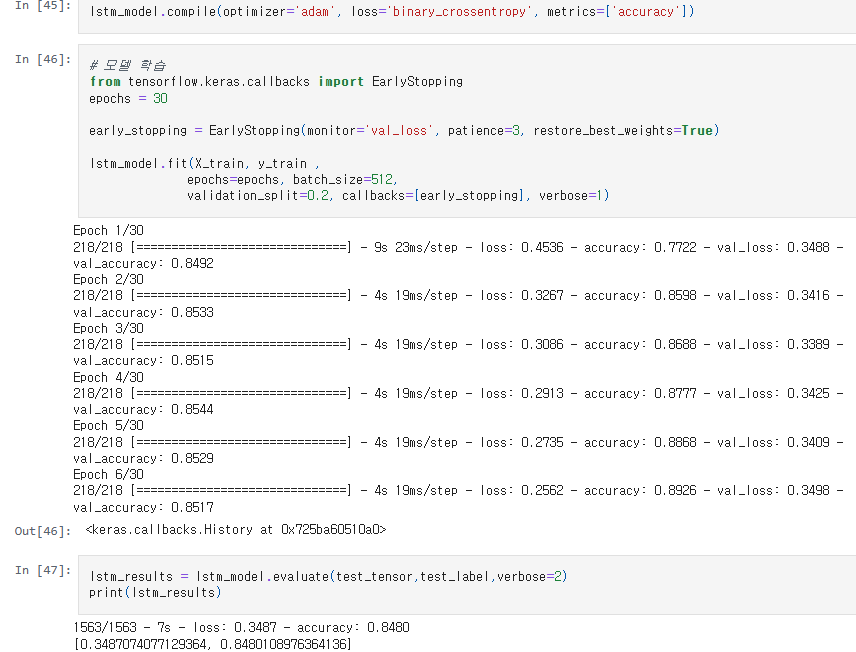 In [45]: lstm_model.compile(optimizer='adam', loss='binary_crossentropy', metrics=['accuracy'])
In [46]: # 모델 학습
from tensorflow.keras.callbacks import EarlyStopping
epochs = 30
early_stopping = EarlyStopping(monitor='val_loss', patience=3, restore_best_weights=True)
lstm_model.fit(X_train, y_train ,
epochs=epochs, batch_size=512,
validation_split=0.2, callbacks=[early_stopping], verbose=1)
Epoch 1/30
218/218 [==============================] - 9s 23ms/step - loss: 0.4536 - accuracy: 0.7722 - val_loss: 0.3488 -
val_accuracy: 0.8492
Epoch 2/30
218/218 [==============================] - 4s 19ms/step - loss: 0.3267 - accuracy: 0.8598 - val_loss: 0.3416 -
val_accuracy: 0.8533
Epoch 3/30
218/218 [==============================] - 4s 19ms/step - loss: 0.3086 - accuracy: 0.8688 - val_loss: 0.3389 -
val_accuracy: 0.8515
Epoch 4/30
218/218 [==============================] - 4s 19ms/step - loss: 0.2913 - accuracy: 0.8777 - val_loss: 0.3425 -
val_accuracy: 0.8544
Epoch 5/30
218/218 [==============================] - 4s 19ms/step - loss: 0.2735 - accuracy: 0.8868 - val_loss: 0.3409 -
val_accuracy: 0.8529
Epoch 6/30
218/218 [==============================] - 4s 19ms/step - loss: 0.2562 - accuracy: 0.8926 - val_loss: 0.3498 -
val_accuracy: 0.8517
Out[46]: <keras.callbacks.History at 0x725ba60510a0>
In [47]: lstm_results = lstm_model.evaluate(test_tensor,test_label,verbose=2)
print(lstm_results)
1563/1563 - 7s - loss: 0.3487 - accuracy: 0.8480
[0.3487074077129364, 0.8480108976364136]